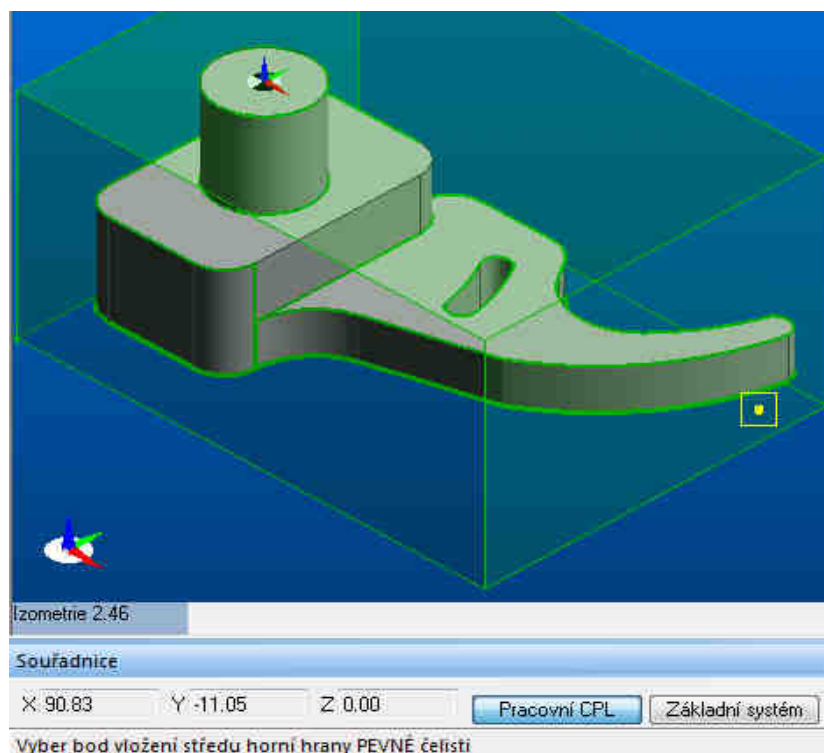 Izometrie 2.46
Souřadnice
X 90.83 Y -11.05 Z 0.00 Pracovní CPL Základní systém
Vyber bod vložení středu horní hrany PEVNÉ čelisti